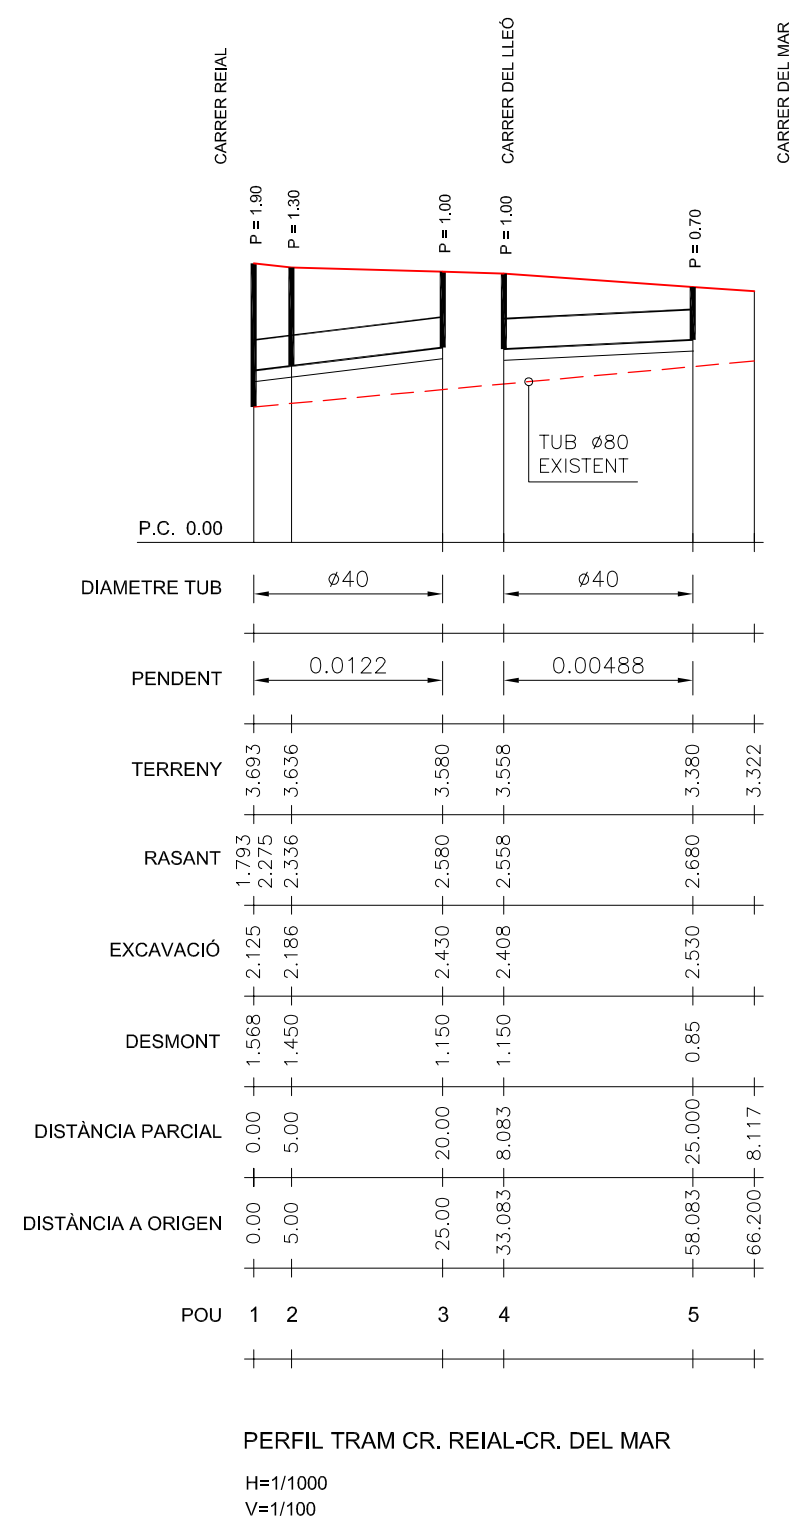 CARRER REIAL
CARRER DEL LLEÓ
CARRER DEL MAR
P = 1.90
P = 1.30
P = 1.00
P = 1.00
P = 0.70
TUB ø80
EXISTENT
P.C. 0.00
DIAMETRE TUB ø40 ø40
PENDENT 0.0122 0.00488
TERRENY 3.693 3.636 3.580 3.558 3.380 3.322
RASANT 1.793 2.275 2.336 2.580 2.558 2.680
EXCAVACIÓ 2.125 2.186 2.430 2.408 2.530
DESMONT 1.568 1.450 1.150 1.150 0.85
DISTÀNCIA PARCIAL 0.00 5.00 20.00 8.083 25.000 8.117
DISTÀNCIA A ORIGEN 0.00 5.00 25.00 33.083 58.083 66.200
POU 1 2 3 4 5
PERFIL TRAM CR. REIAL-CR. DEL MAR
H=1/1000
V=1/100